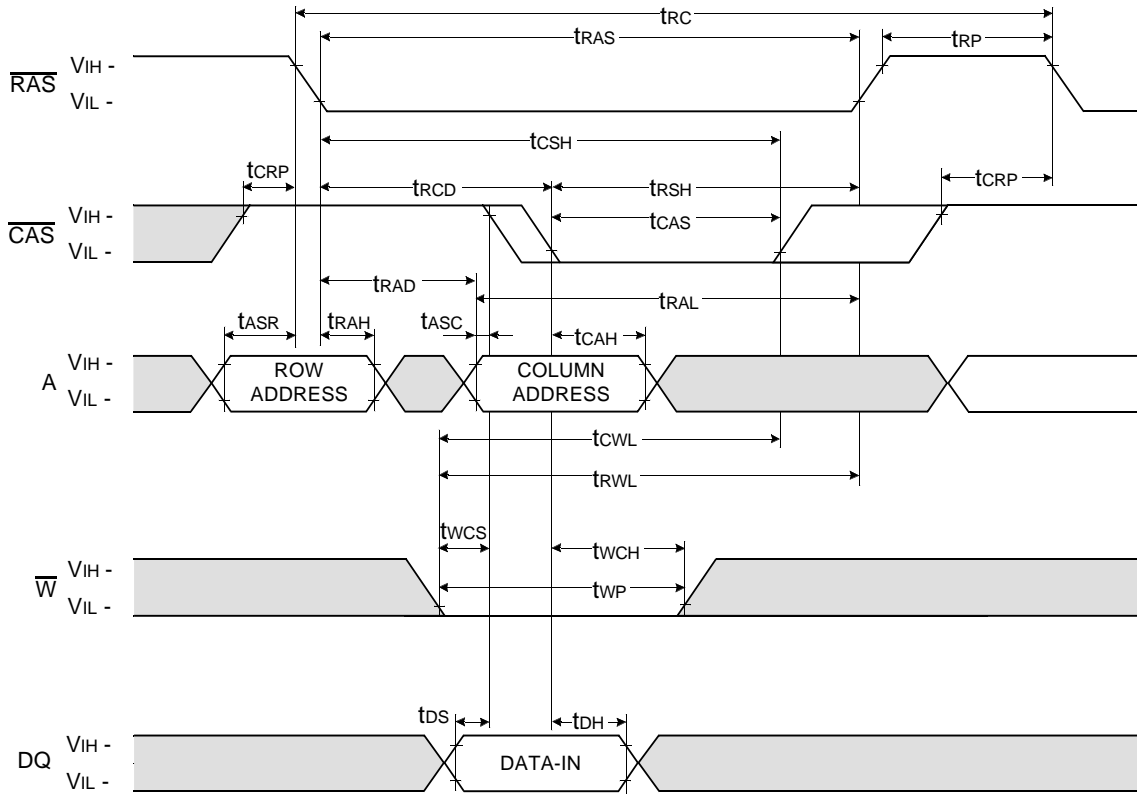 tRC
tRAS
tRP
RAS
VIH -
VIL -
tCSH
tCRP
tRCD
tRSH
tCRP
CAS
VIH -
VIL -
tCAS
tRAD
tRAL
tASR
tRAH
tASC
tCAH
A
VIH -
VIL -
ROW
ADDRESS
COLUMN
ADDRESS
tCWL
tRWL
tWCS
tWCH
W
VIH -
VIL -
tWP
tDS
tDH
DQ
VIH -
VIL -
DATA-IN